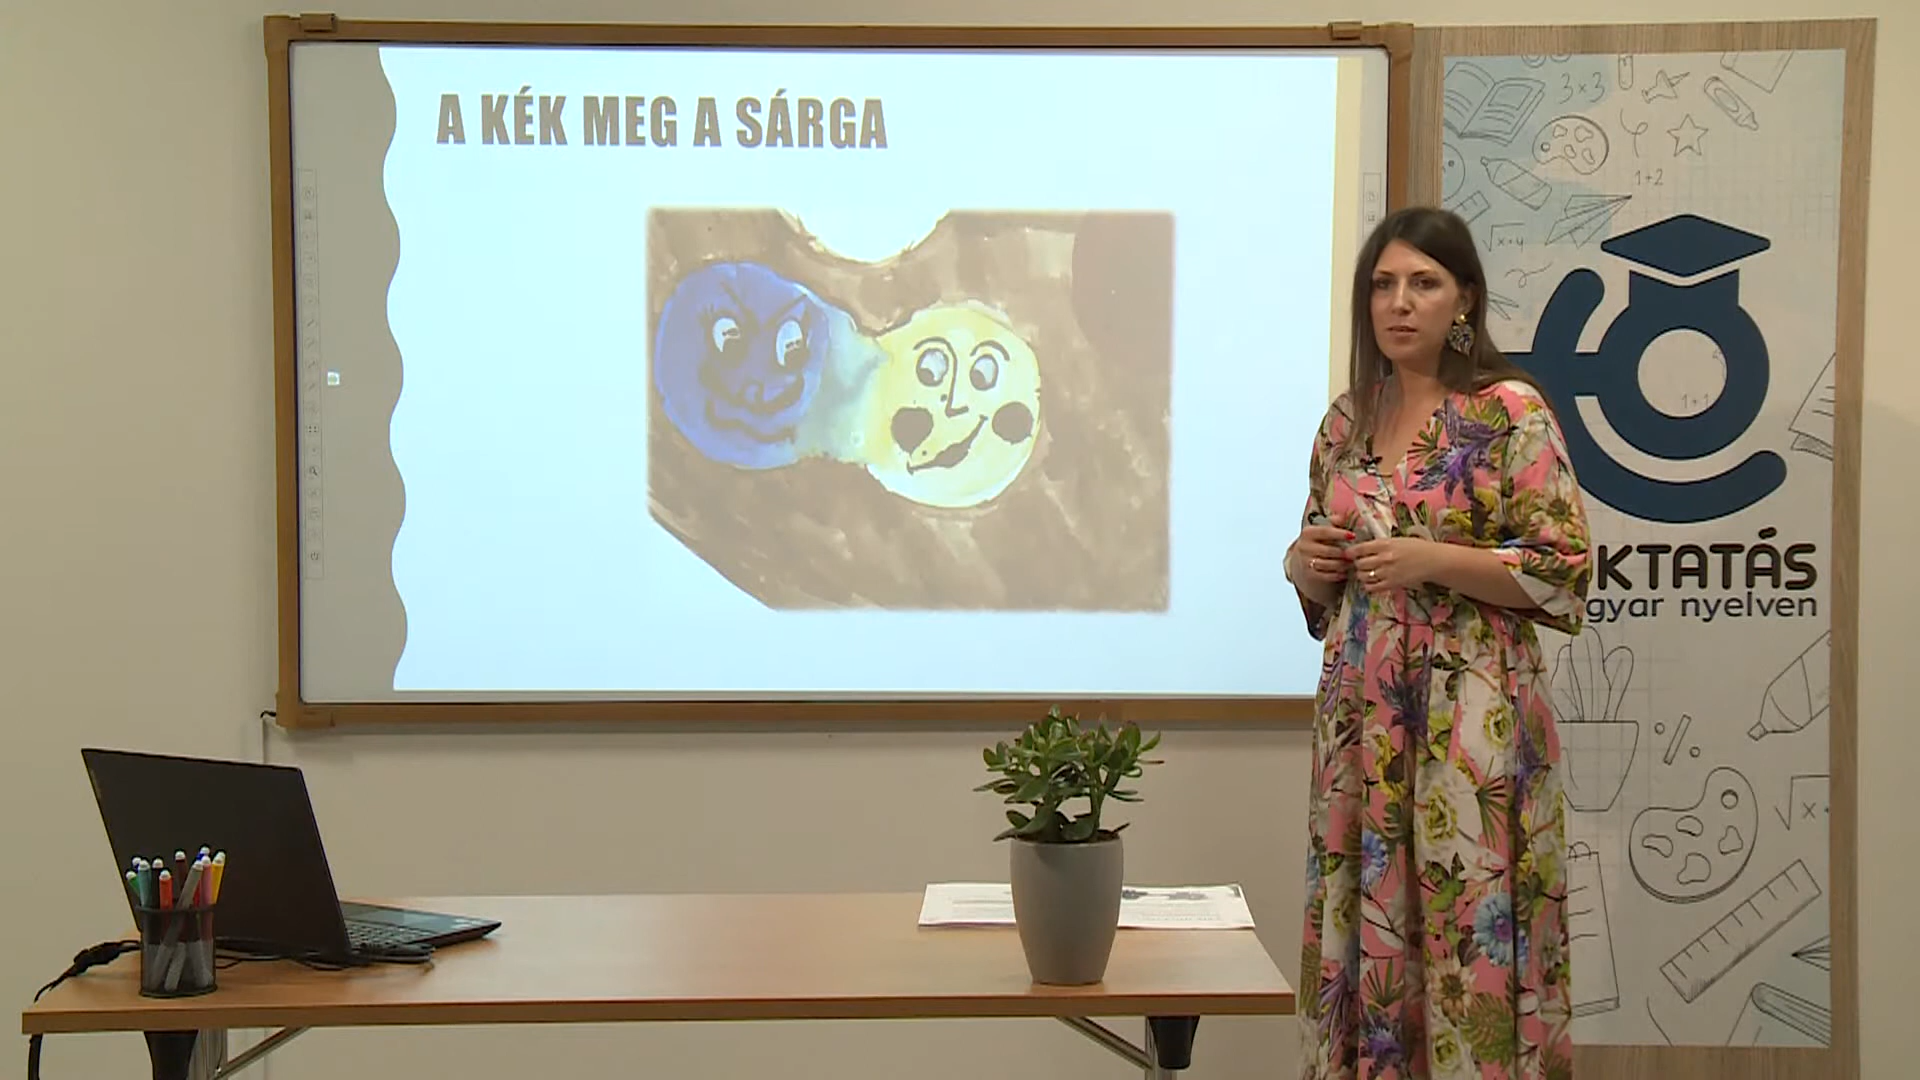 A KÉK MEG A SÁRGA
3×3
1+2
√x+y
1+1
KTATÁS
gyar nyelven